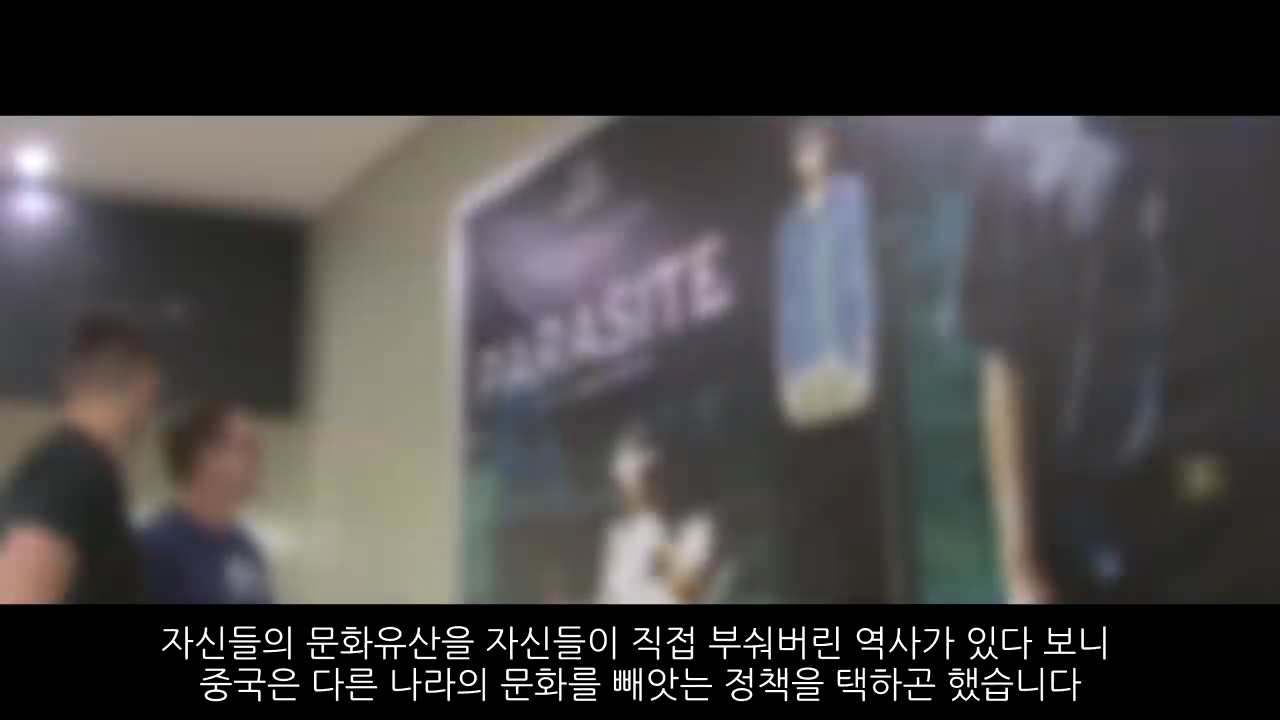 PARASITE
자신들의 문화유산을 자신들이 직접 부숴버린 역사가 있다 보니
중국은 다른 나라의 문화를 빼앗는 정책을 택하곤 했습니다